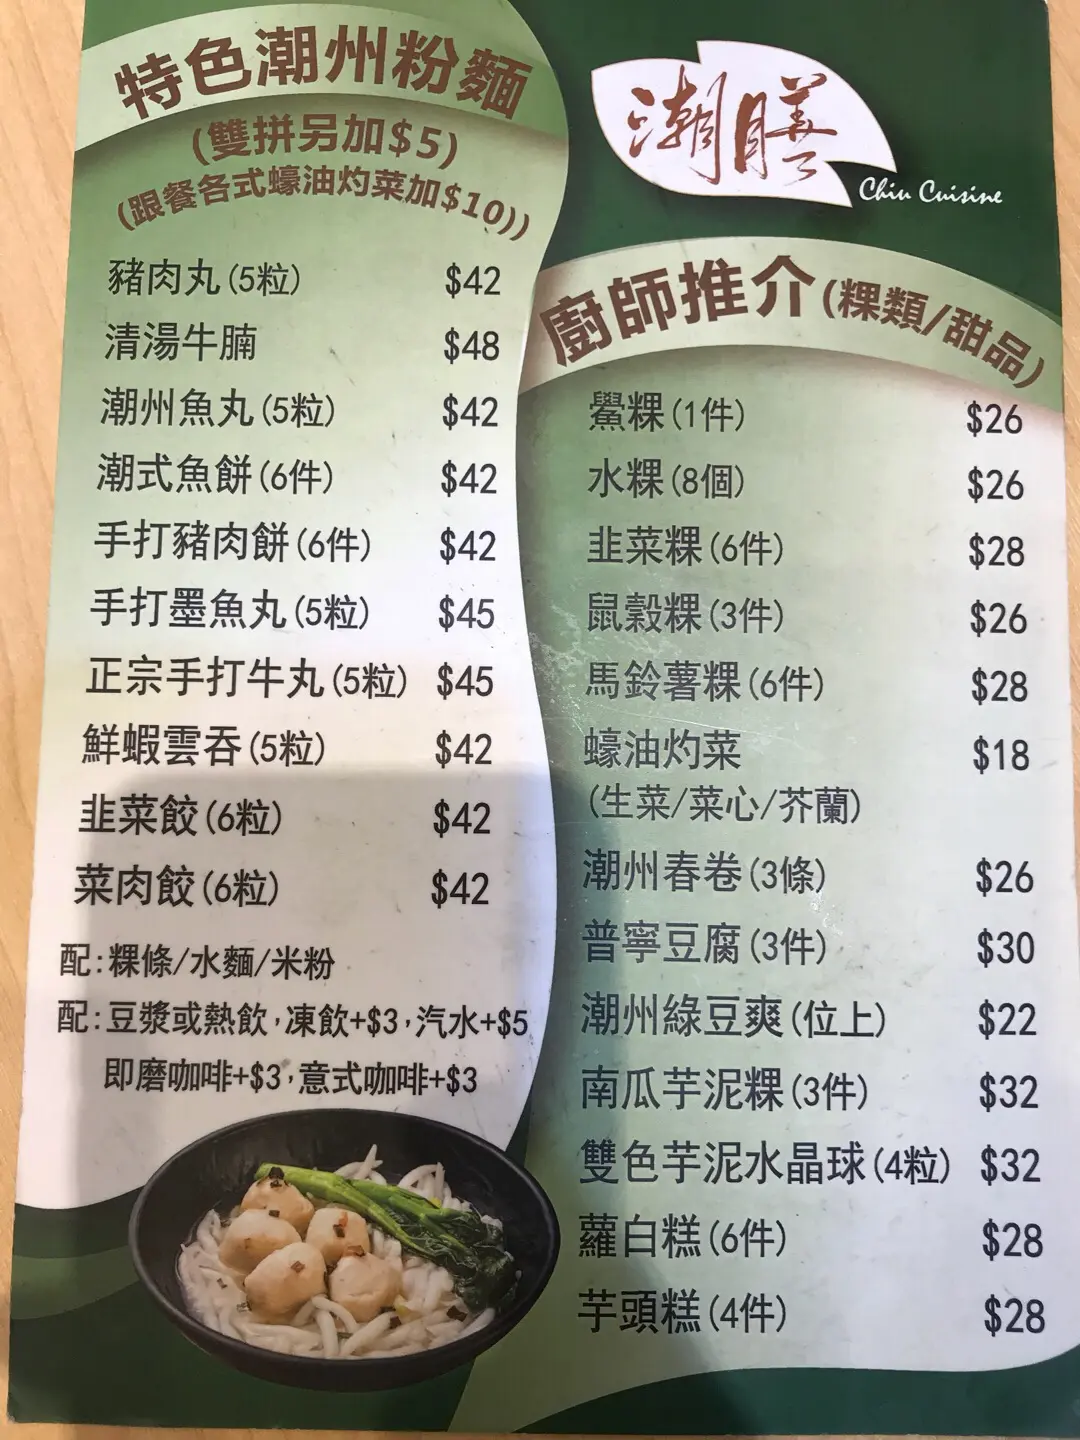 特色潮州粉麵
(雙拼另加$5)
(跟餐各式蠔油灼菜加$10))
豬肉丸(5粒) $42
清湯牛腩 $48
潮州魚丸(5粒) $42
潮式魚餅(6件) $42
手打豬肉餅(6件) $42
手打墨魚丸(5粒) $45
正宗手打牛丸(5粒) $45
鮮蝦雲吞(5粒) $42
韭菜餃(6粒) $42
菜肉餃(6粒) $42
配:粿條/水麵/米粉
配:豆漿或熱飲,凍飲+$3,汽水+$5
即磨咖啡+$3,意式咖啡+$3
潮膳
Chiu Cuisine
廚師推介(粿類/甜品)
鱟粿(1件) $26
水粿(8個) $26
韭菜粿(6件) $28
鼠穀粿(3件) $26
馬鈴薯粿(6件) $28
蠔油灼菜 $18
(生菜/菜心/芥蘭)
潮州春卷(3條) $26
普寧豆腐(3件) $30
潮州綠豆爽(位上) $22
南瓜芋泥粿(3件) $32
雙色芋泥水晶球(4粒) $32
蘿白糕(6件) $28
芋頭糕(4件) $28